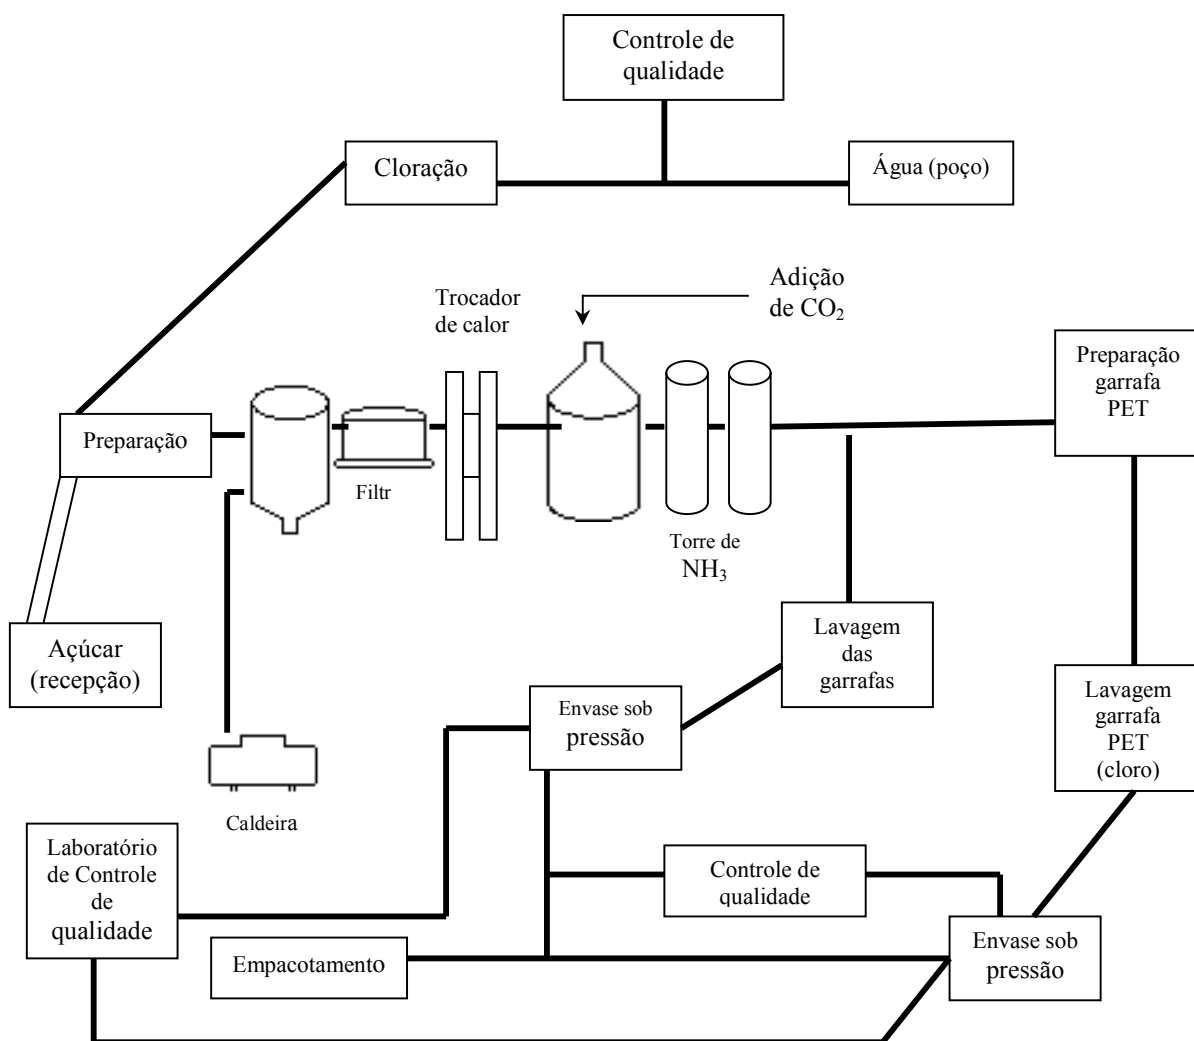 Controle de
qualidade
Cloração
Água (poço)
Adição
de CO₂
Trocador
de calor
Preparação
garrafa
PET
Preparação
Filtr
Torre de
NH₃
Açúcar
(recepção)
Lavagem
das
garrafas
Envase sob
pressão
Lavagem
garrafa
PET
(cloro)
Caldeira
Laboratório
de Controle
de
qualidade
Controle de
qualidade
Empacotamento
Envase sob
pressão